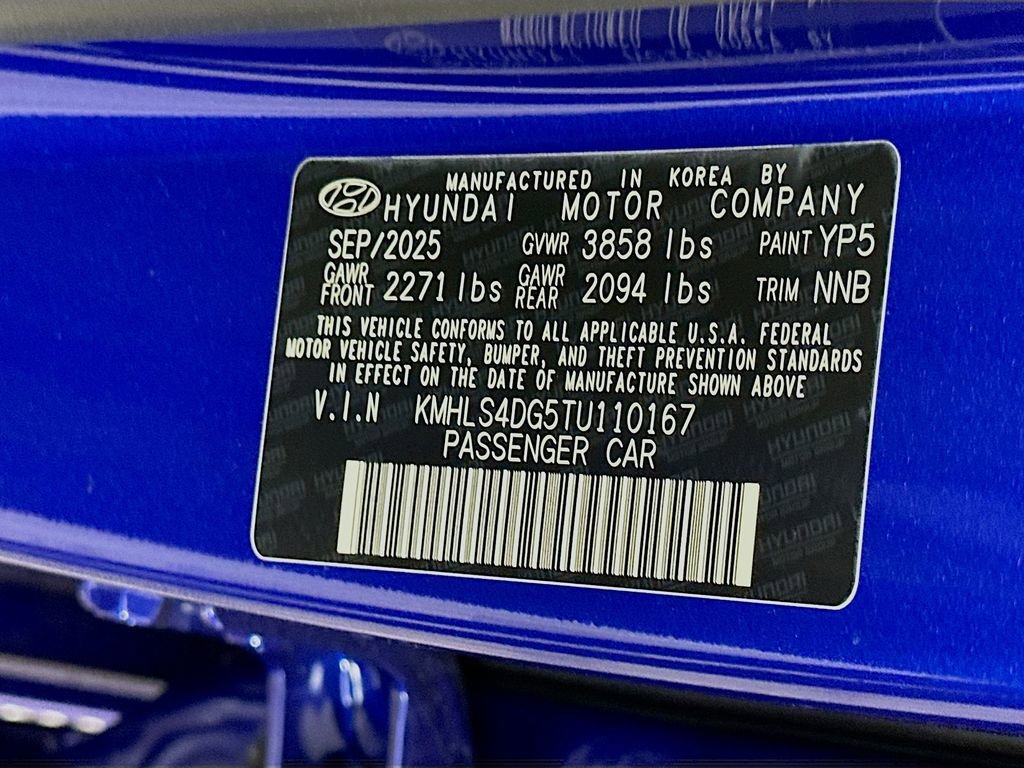 MANUFACTURED IN KOREA BY
HYUNDAI MOTOR COMPANY
SEP/2025 GVWR 3858 lbs PAINT YP5
GAWR FRONT 2271 lbs GAWR REAR 2094 lbs TRIM NNB
THIS VEHICLE CONFORMS TO ALL APPLICABLE U.S.A. FEDERAL
MOTOR VEHICLE SAFETY, BUMPER, AND THEFT PREVENTION STANDARDS
IN EFFECT ON THE DATE OF MANUFACTURE SHOWN ABOVE
V.I.N KMHLS4DG5TU110167
PASSENGER CAR